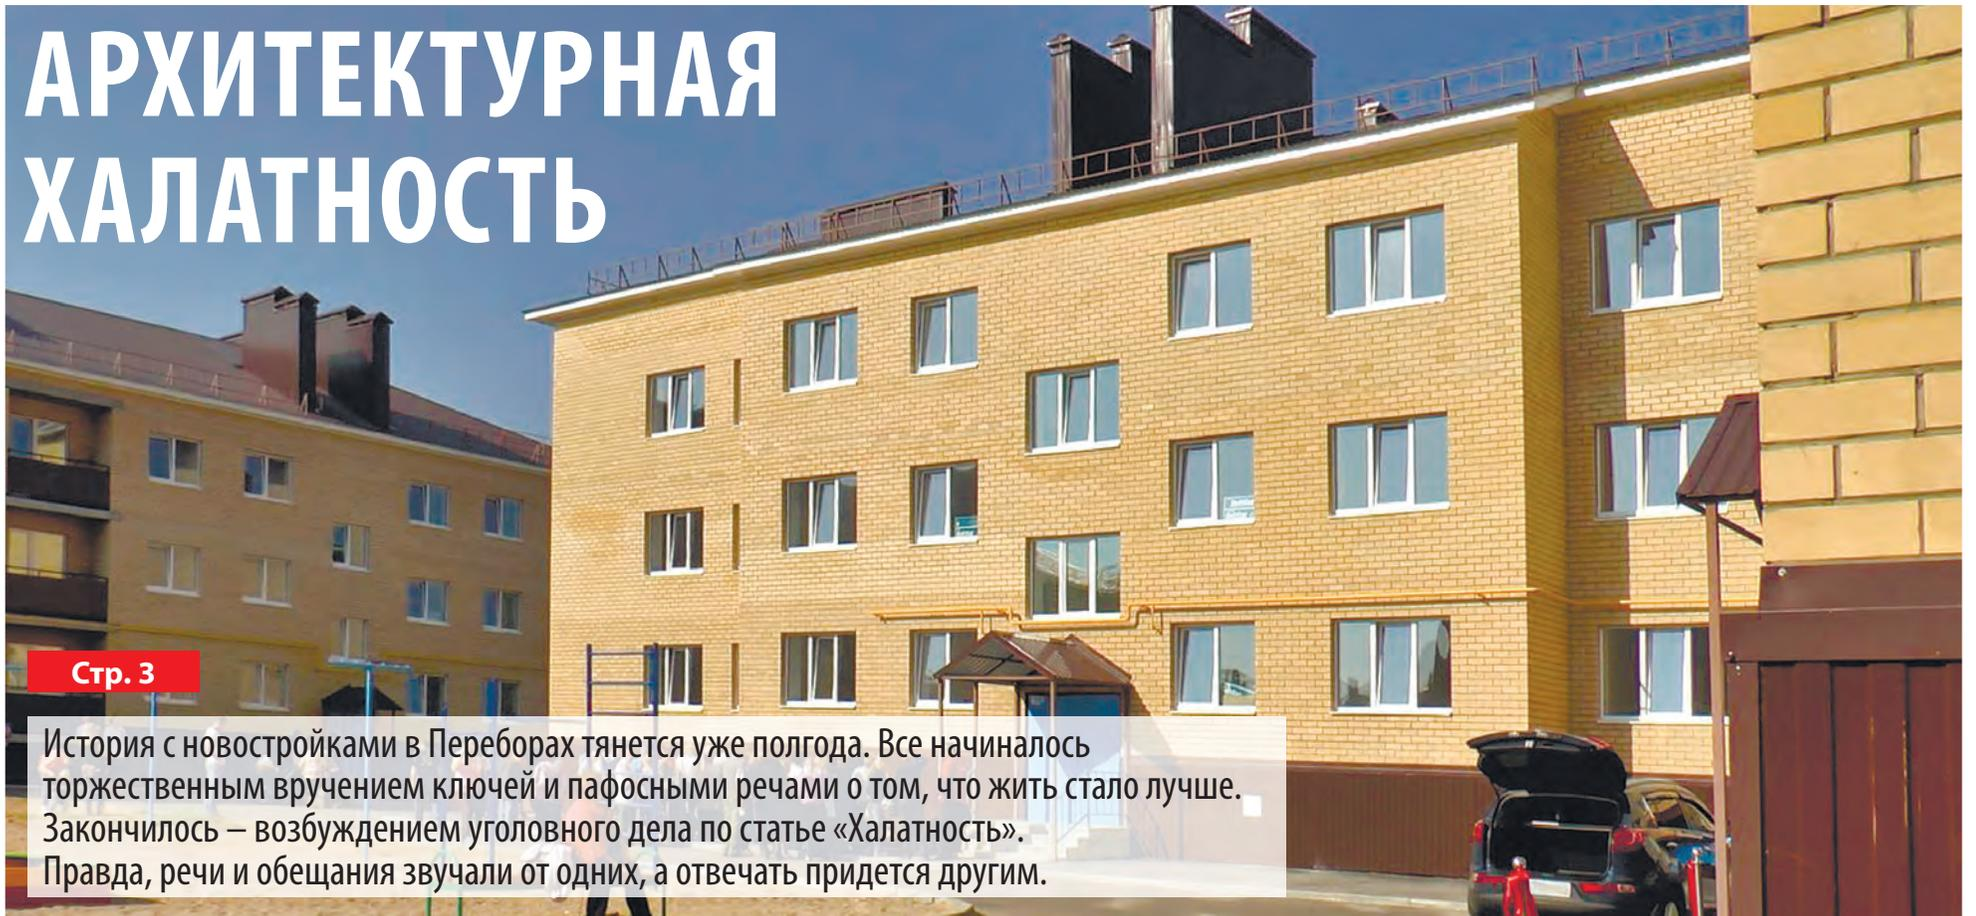 АРХИТЕКТУРНАЯ
ХАЛАТНОСТЬ
Стр. 3
История с новостройками в Переборах тянется уже полгода. Все начиналось
торжественным вручением ключей и пафосными речами о том, что жить стало лучше.
Закончилось – возбуждением уголовного дела по статье «Халатность».
Правда, речи и обещания звучали от одних, а отвечать придется другим.